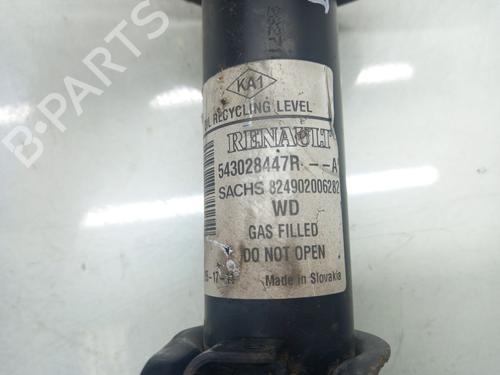 KA1
RECYCLING LEVEL
RENAULT
543028447R---A
SACHS 824902006282
WD
GAS FILLED
DO NOT OPEN
Made in Slovakia
B-PARTS